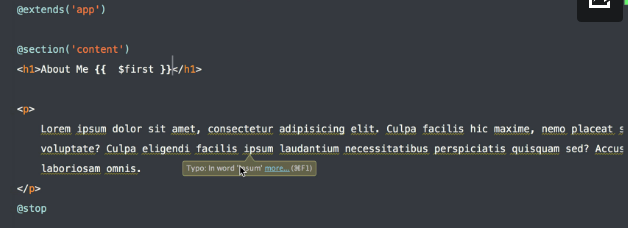 @extends('app')
@section('content')
<h1>About Me {{  $first }}</h1>
<p>
Lorem ipsum dolor sit amet, consectetur adipisicing elit. Culpa facilis hic maxime, nemo placeat
voluptate? Culpa eligendi facilis ipsum laudantium necessitatibus perspiciatis quisquam sed? Accus
Typo: In word 'ipsum' more... (⌘F1)
laboriosam omnis.
</p>
@stop